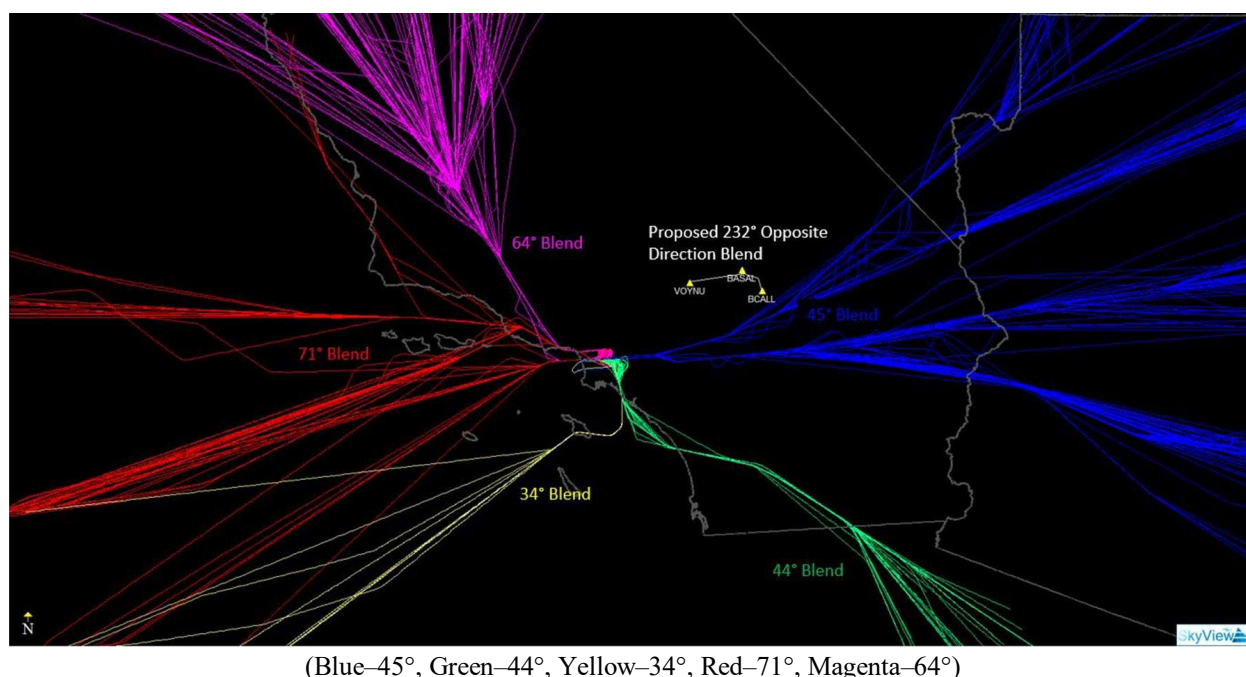 64° Blend
Proposed 232° Opposite
Direction Blend
BASAL
VOYNU
BCALL
45° Blend
71° Blend
34° Blend
44° Blend
N
SkyView
(Blue–45°, Green–44°, Yellow–34°, Red–71°, Magenta–64°)